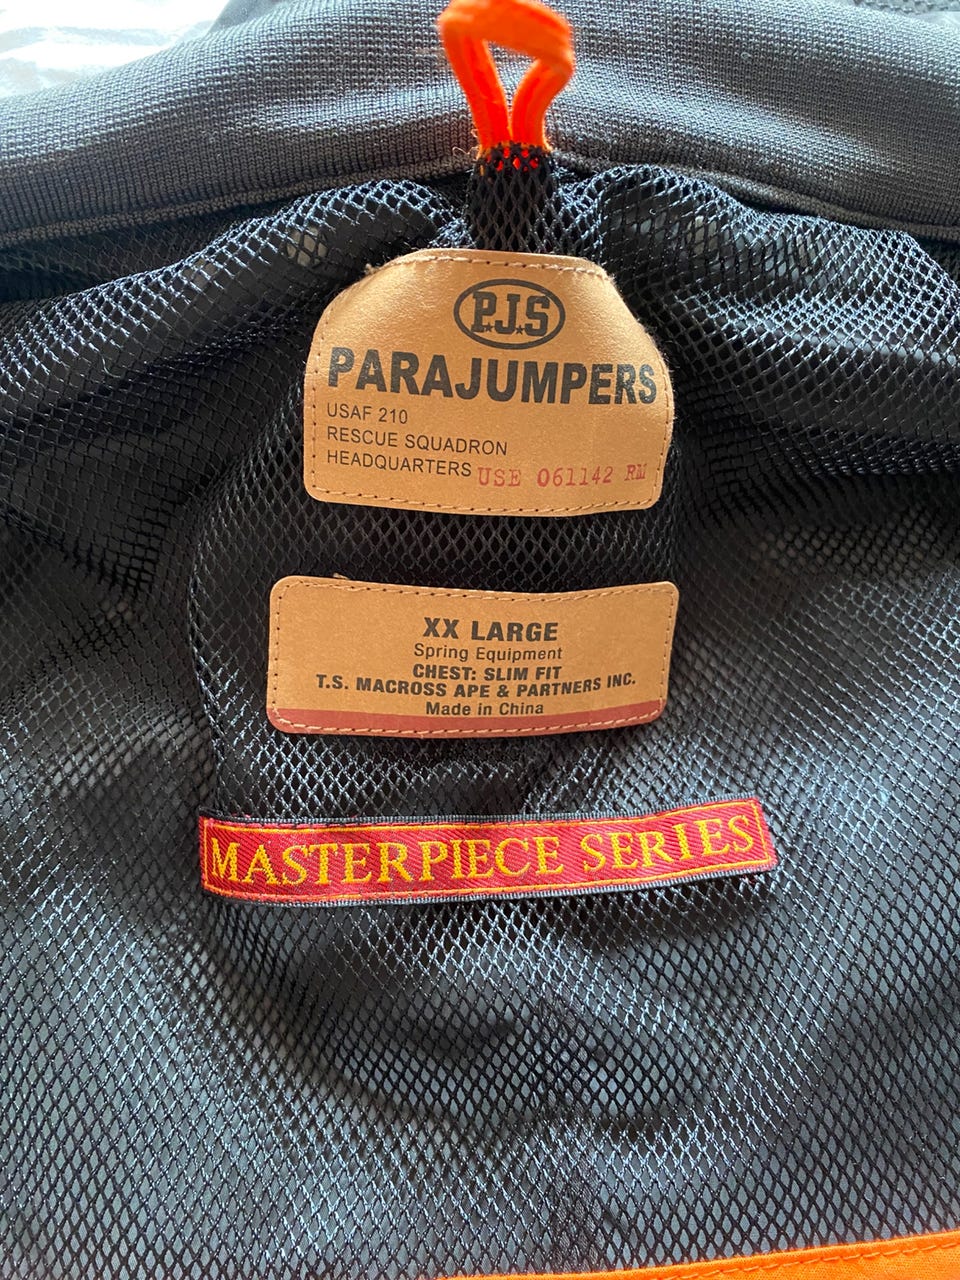 P.J.S
PARAJUMPERS
USAF 210
RESCUE SQUADRON
HEADQUARTERS USE 061142 RM
XX LARGE
Spring Equipment
CHEST: SLIM FIT
T.S. MACROSS APE & PARTNERS INC.
Made in China
MASTERPIECE SERIES